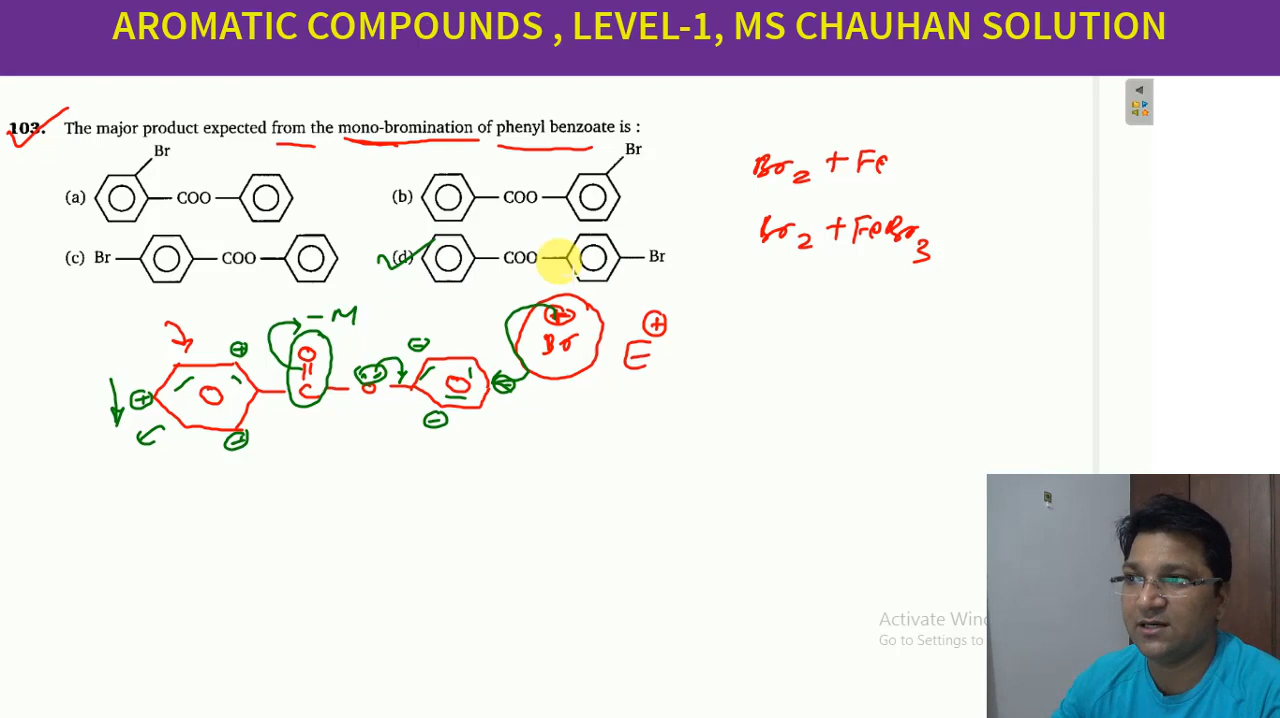 AROMATIC COMPOUNDS , LEVEL-1, MS CHAUHAN SOLUTION
103. The major product expected from the mono-bromination of phenyl benzoate is :
Br
(a) COO
Br
(b) COO
(c) Br COO
(d) COO Br
Br2 + Fe
Br2 + FeBr3
- M
O
C O
⊕
Br
E⊕
⊕ ⊖ ⊖
⊕ ⊖
⊖
Activate Wind
Go to Settings to